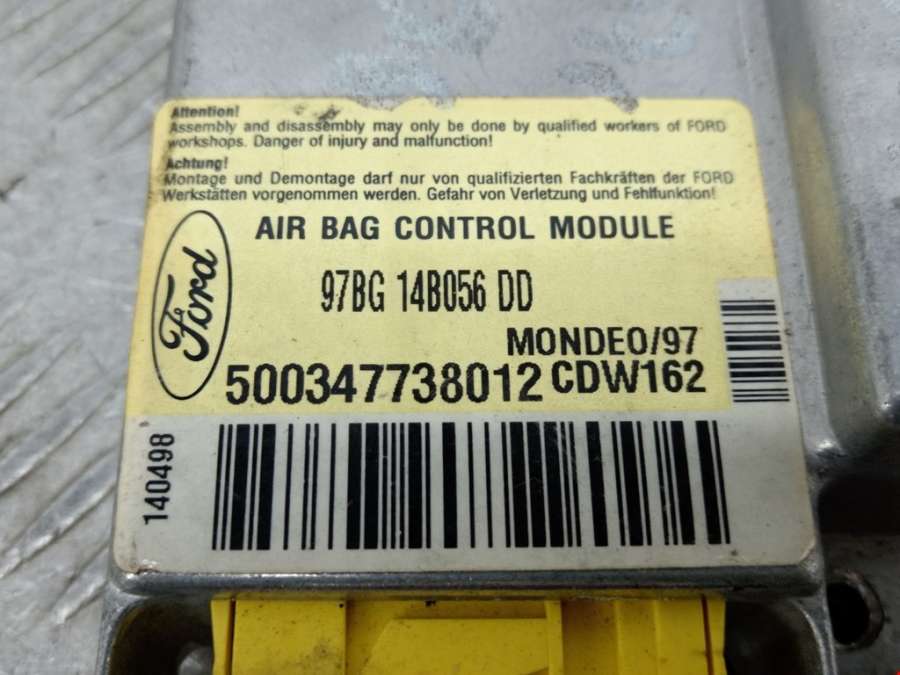 Attention!
Assembly and disassembly may only be done by qualified workers of FORD
workshops. Danger of injury and malfunction!
Achtung!
Montage und Demontage darf nur von qualifizierten Fachkräften der FORD
Werkstätten vorgenommen werden. Gefahr von Verletzung und Fehlfunktion!
Ford
AIR BAG CONTROL MODULE
97BG 14B056 DD
MONDEO/97
500347738012 CDW162
140498